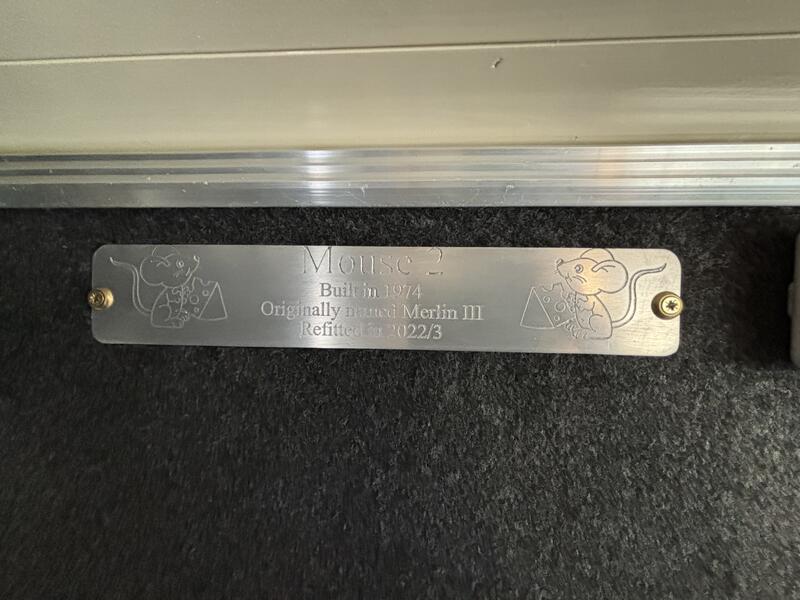 Mouse 2
Built in 1974
Originally named Merlin III
Refitted in 2022/3